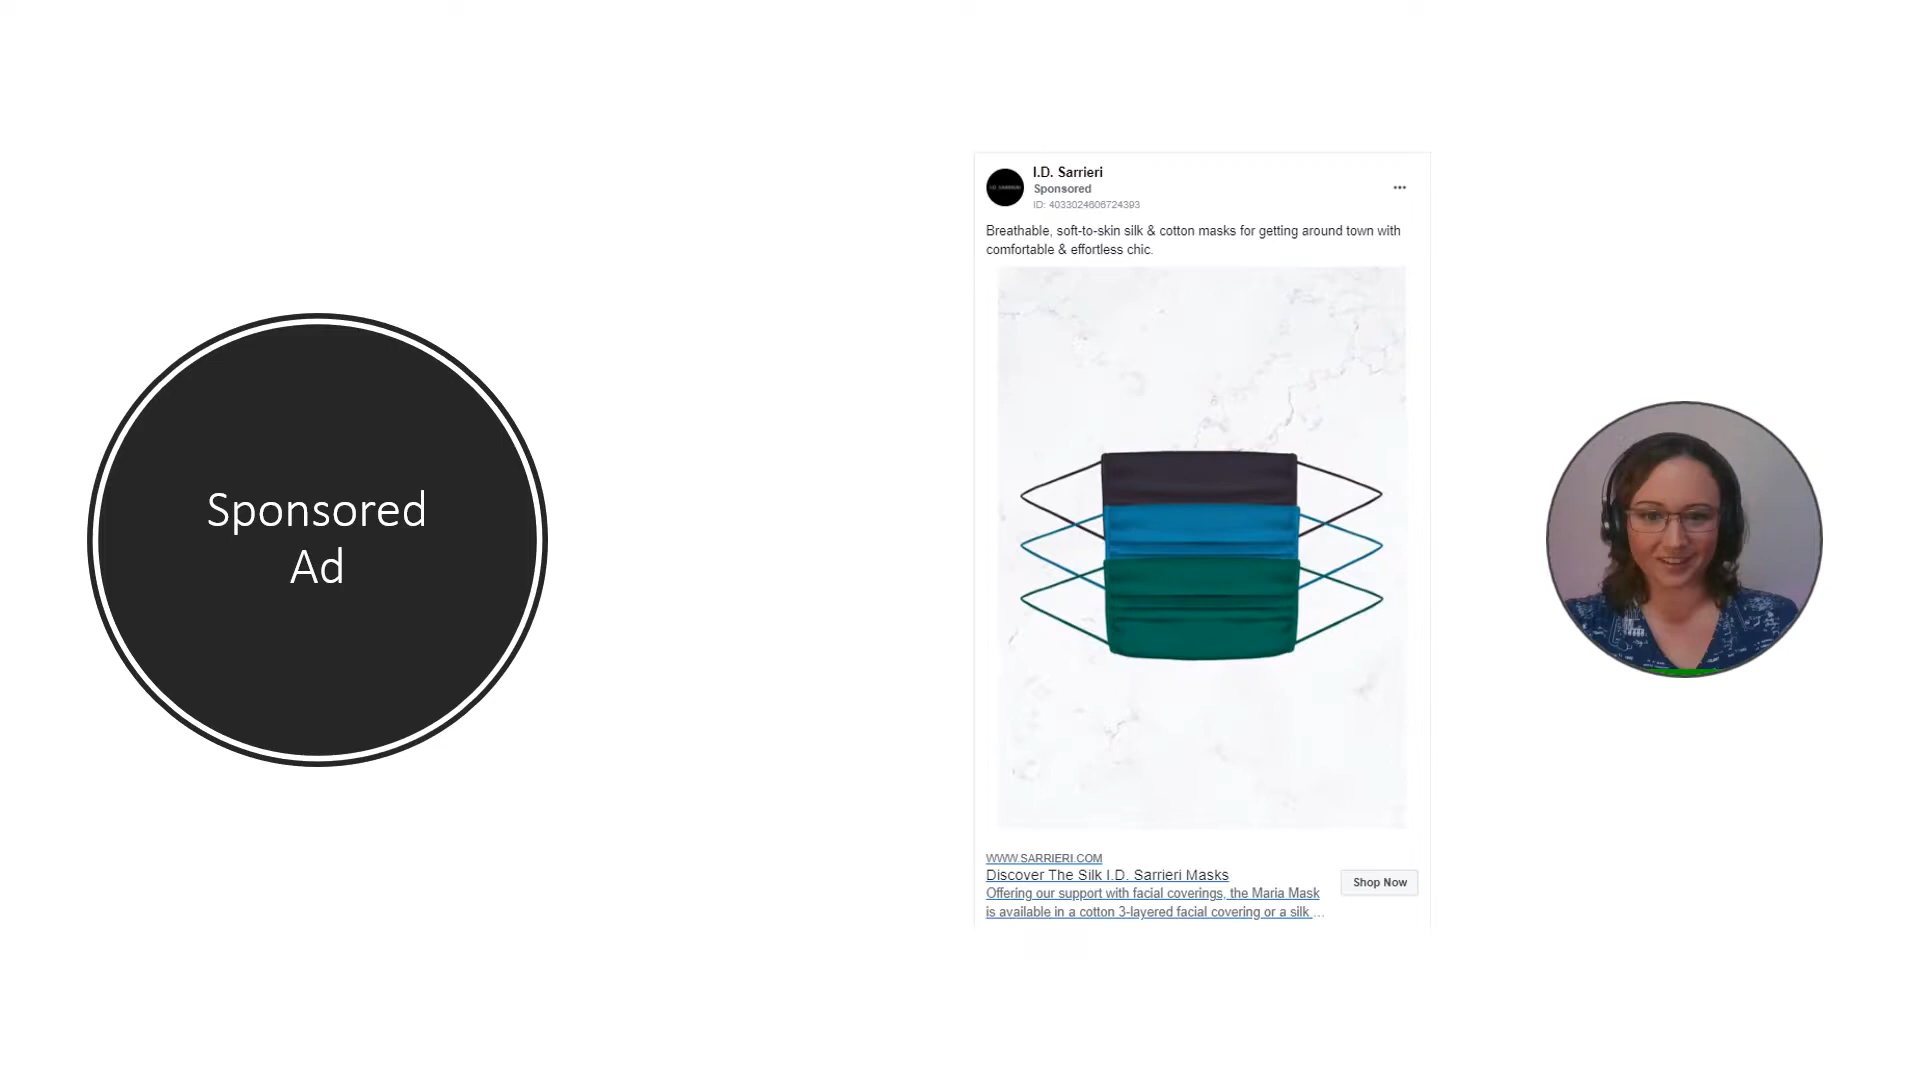 Sponsored
Ad
I.D. Sarrieri
Sponsored
ID: 4033024606724393
Breathable, soft-to-skin silk & cotton masks for getting around town with
comfortable & effortless chic.
WWW.SARRIERI.COM
Discover The Silk I.D. Sarrieri Masks
Offering our support with facial coverings, the Maria Mask
is available in a cotton 3-layered facial covering or a silk ...
Shop Now